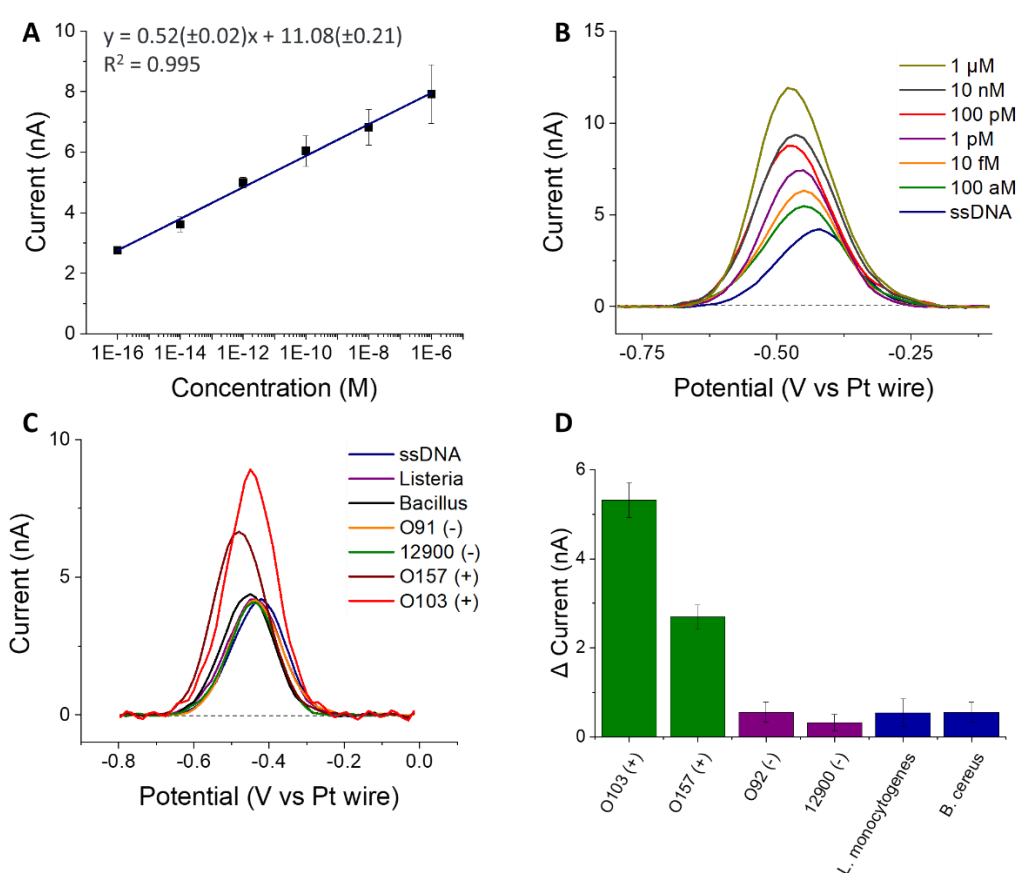 A
y = 0.52(±0.02)x + 11.08(±0.21)
R² = 0.995
10
8
6
4
2
0
Current (nA)
1E-16 1E-14 1E-12 1E-10 1E-8 1E-6
Concentration (M)
B
15
10
5
0
Current (nA)
1 µM
10 nM
100 pM
1 pM
10 fM
100 aM
ssDNA
-0.75 -0.50 -0.25
Potential (V vs Pt wire)
C
10
5
0
Current (nA)
ssDNA
Listeria
Bacillus
O91 (-)
12900 (-)
O157 (+)
O103 (+)
-0.8 -0.6 -0.4 -0.2 0.0
Potential (V vs Pt wire)
D
6
4
2
0
Δ Current (nA)
O103 (+)
O157 (+)
O92 (-)
12900 (-)
L. monocytogenes
B. cereus